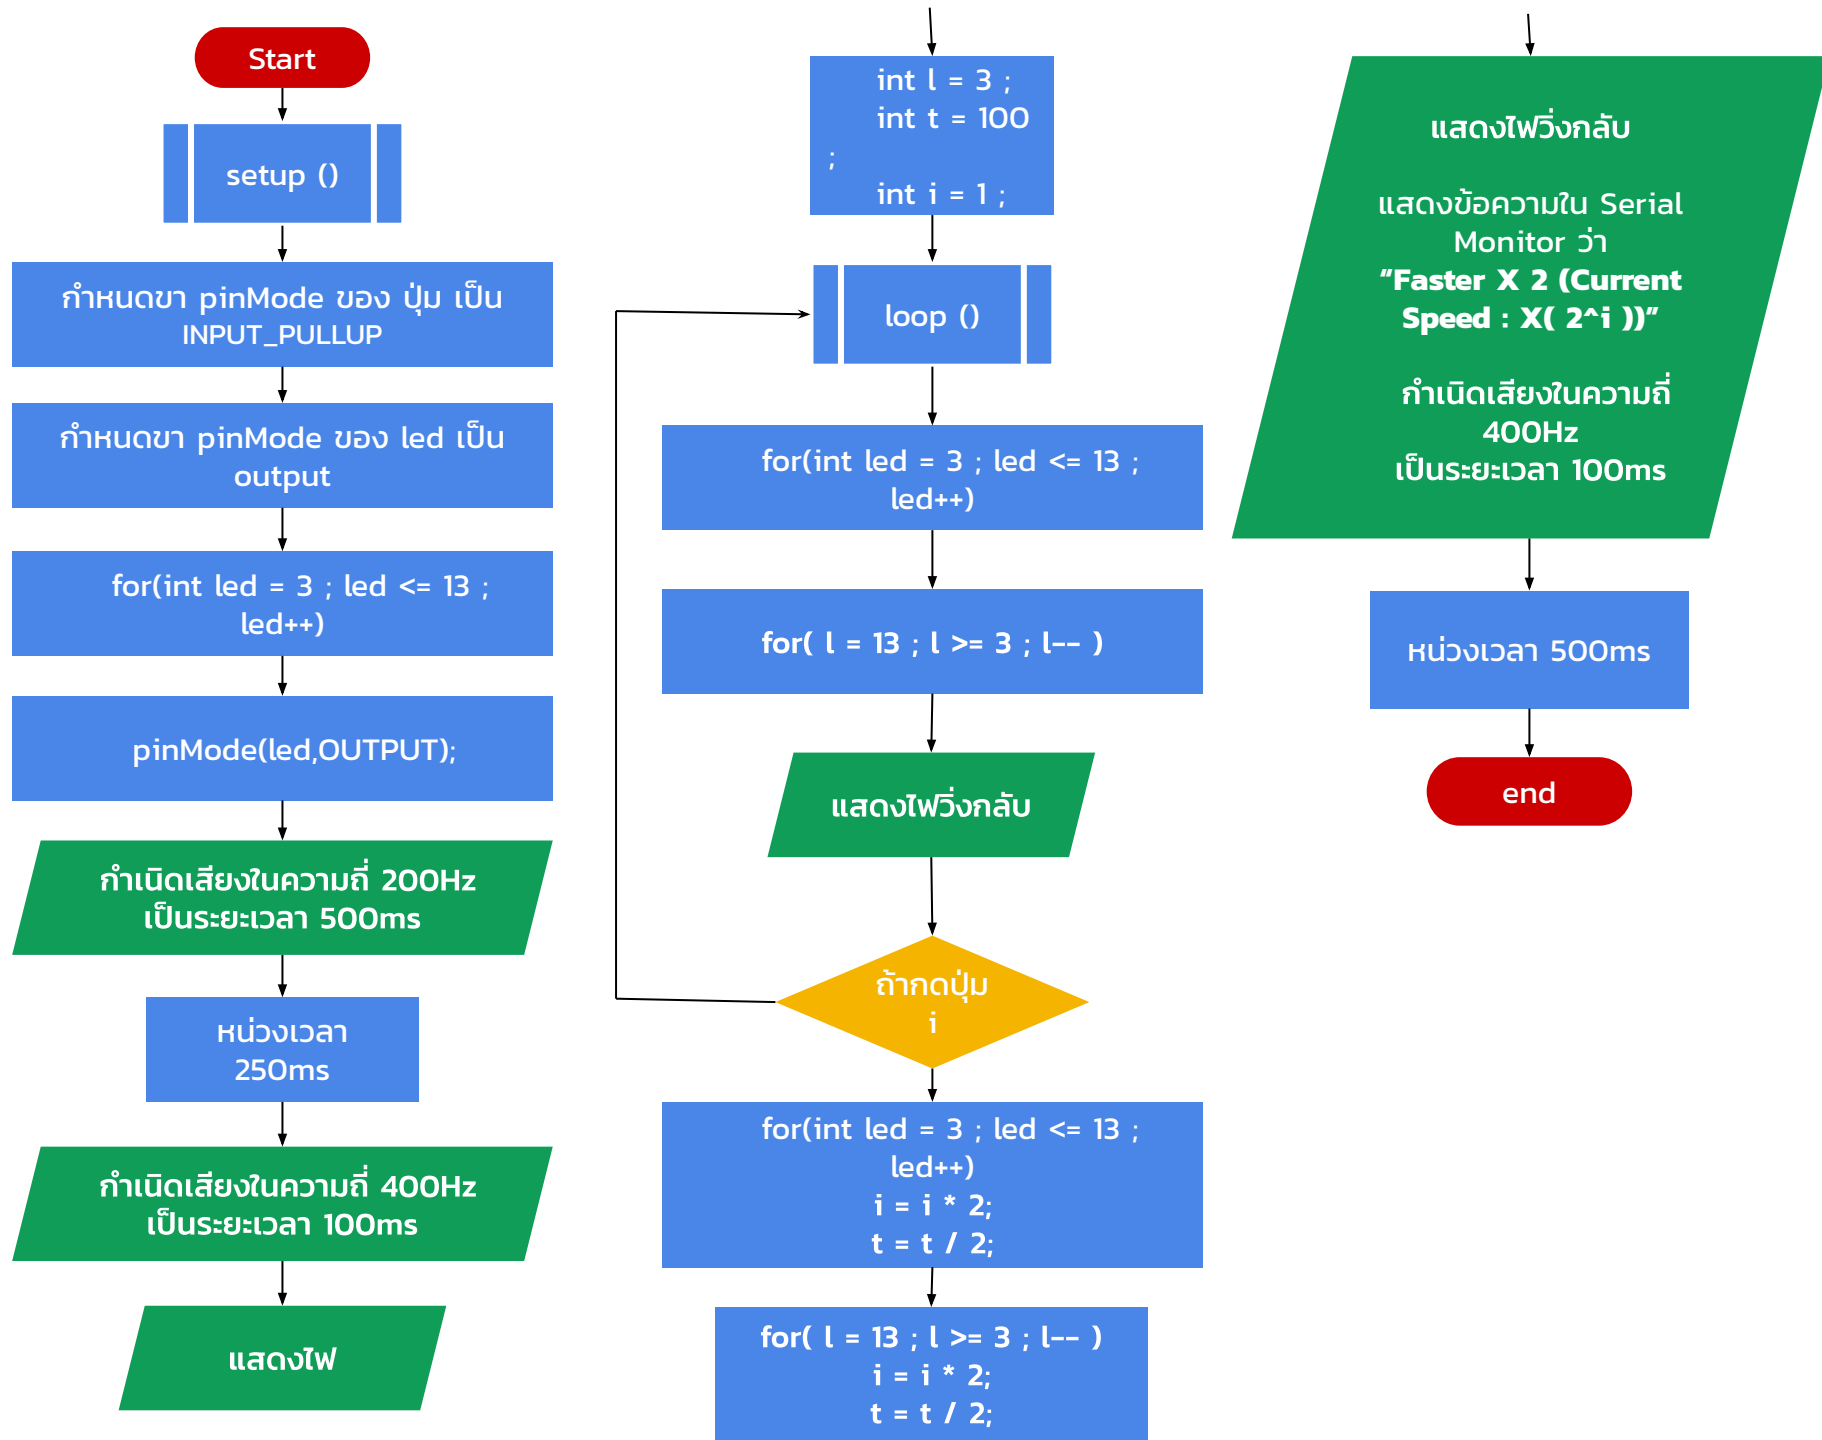 Start
setup ()
กำหนดขา pinMode ของ ปุ่ม เป็น
INPUT_PULLUP
กำหนดขา pinMode ของ led เป็น
output
for(int led = 3 ; led <= 13 ;
led++)
pinMode(led,OUTPUT);
กำเนิดเสียงในความถี่ 200Hz
เป็นระยะเวลา 500ms
หน่วงเวลา
250ms
กำเนิดเสียงในความถี่ 400Hz
เป็นระยะเวลา 100ms
แสดงไฟ
int l = 3 ;
int t = 100
;
int i = 1 ;
loop ()
for(int led = 3 ; led <= 13 ;
led++)
for( l = 13 ; l >= 3 ; l-- )
แสดงไฟวิ่งกลับ
ถ้ากดปุ่ม
i
for(int led = 3 ; led <= 13 ;
led++)
i = i * 2;
t = t / 2;
for( l = 13 ; l >= 3 ; l-- )
i = i * 2;
t = t / 2;
แสดงไฟวิ่งกลับ
แสดงข้อความใน Serial
Monitor ว่า
"Faster X 2 (Current
Speed : X( 2^i ))"
กำเนิดเสียงในความถี่
400Hz
เป็นระยะเวลา 100ms
หน่วงเวลา 500ms
end